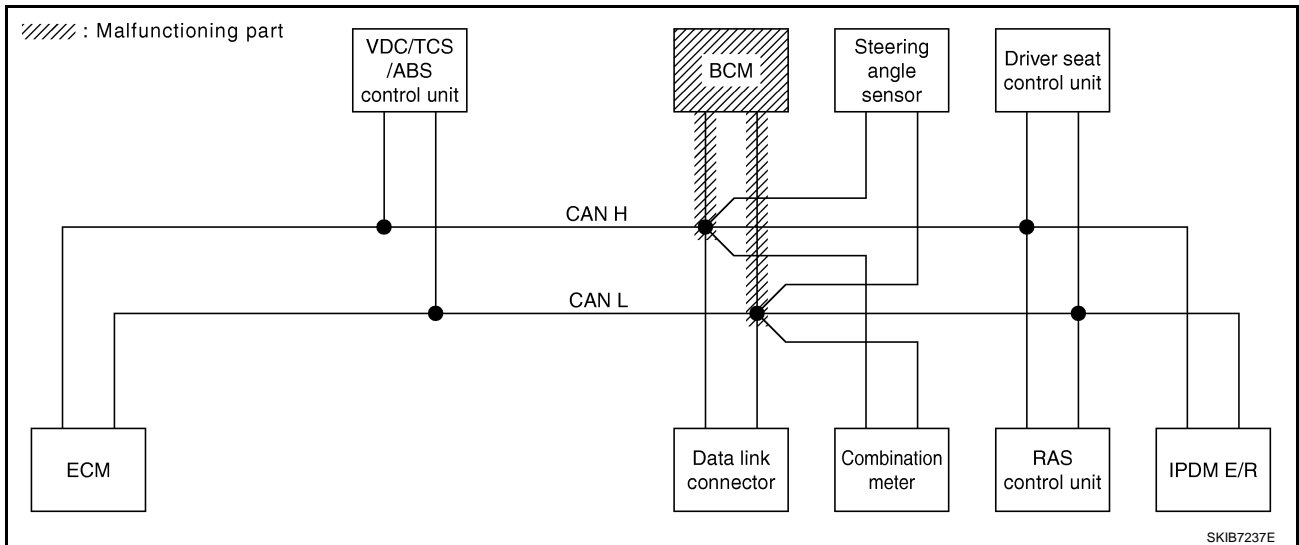 : Malfunctioning part
VDC/TCS
/ABS
control unit
BCM
Steering
angle
sensor
Driver seat
control unit
CAN H
CAN L
ECM
Data link
connector
Combination
meter
RAS
control unit
IPDM E/R
SKIB7237E